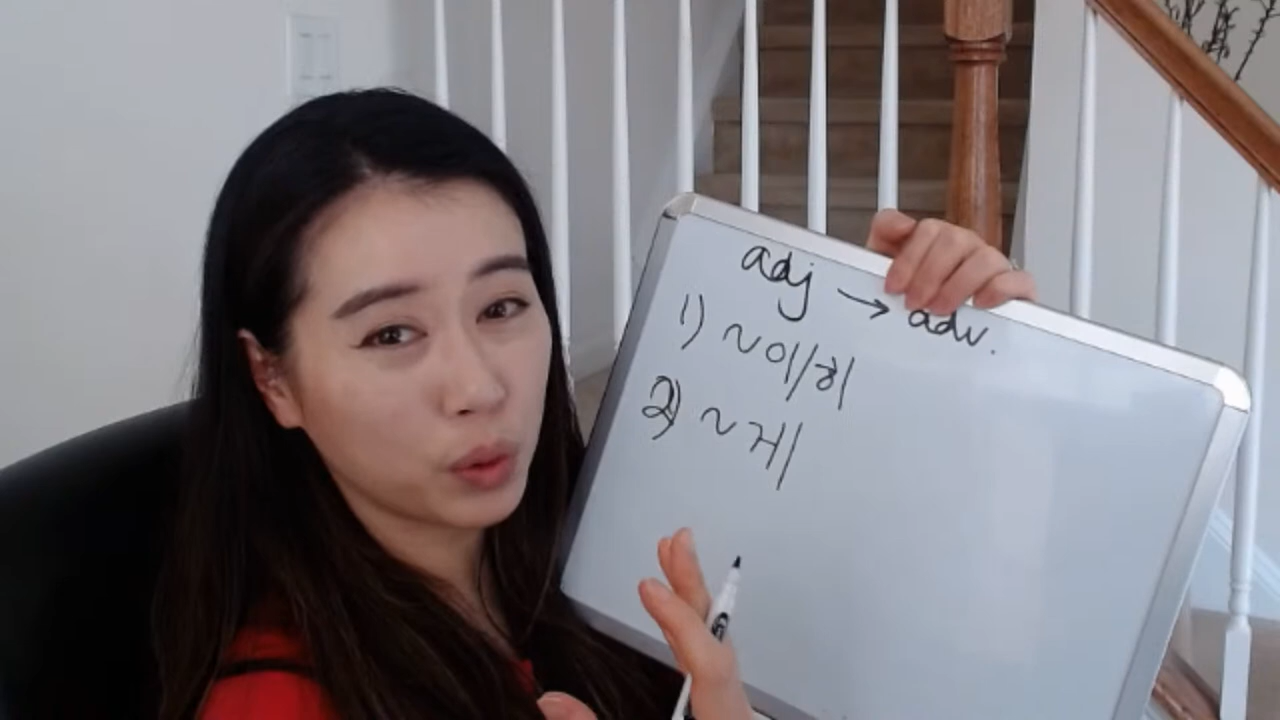 adj → adv.
1) ~이/히
2) ~게